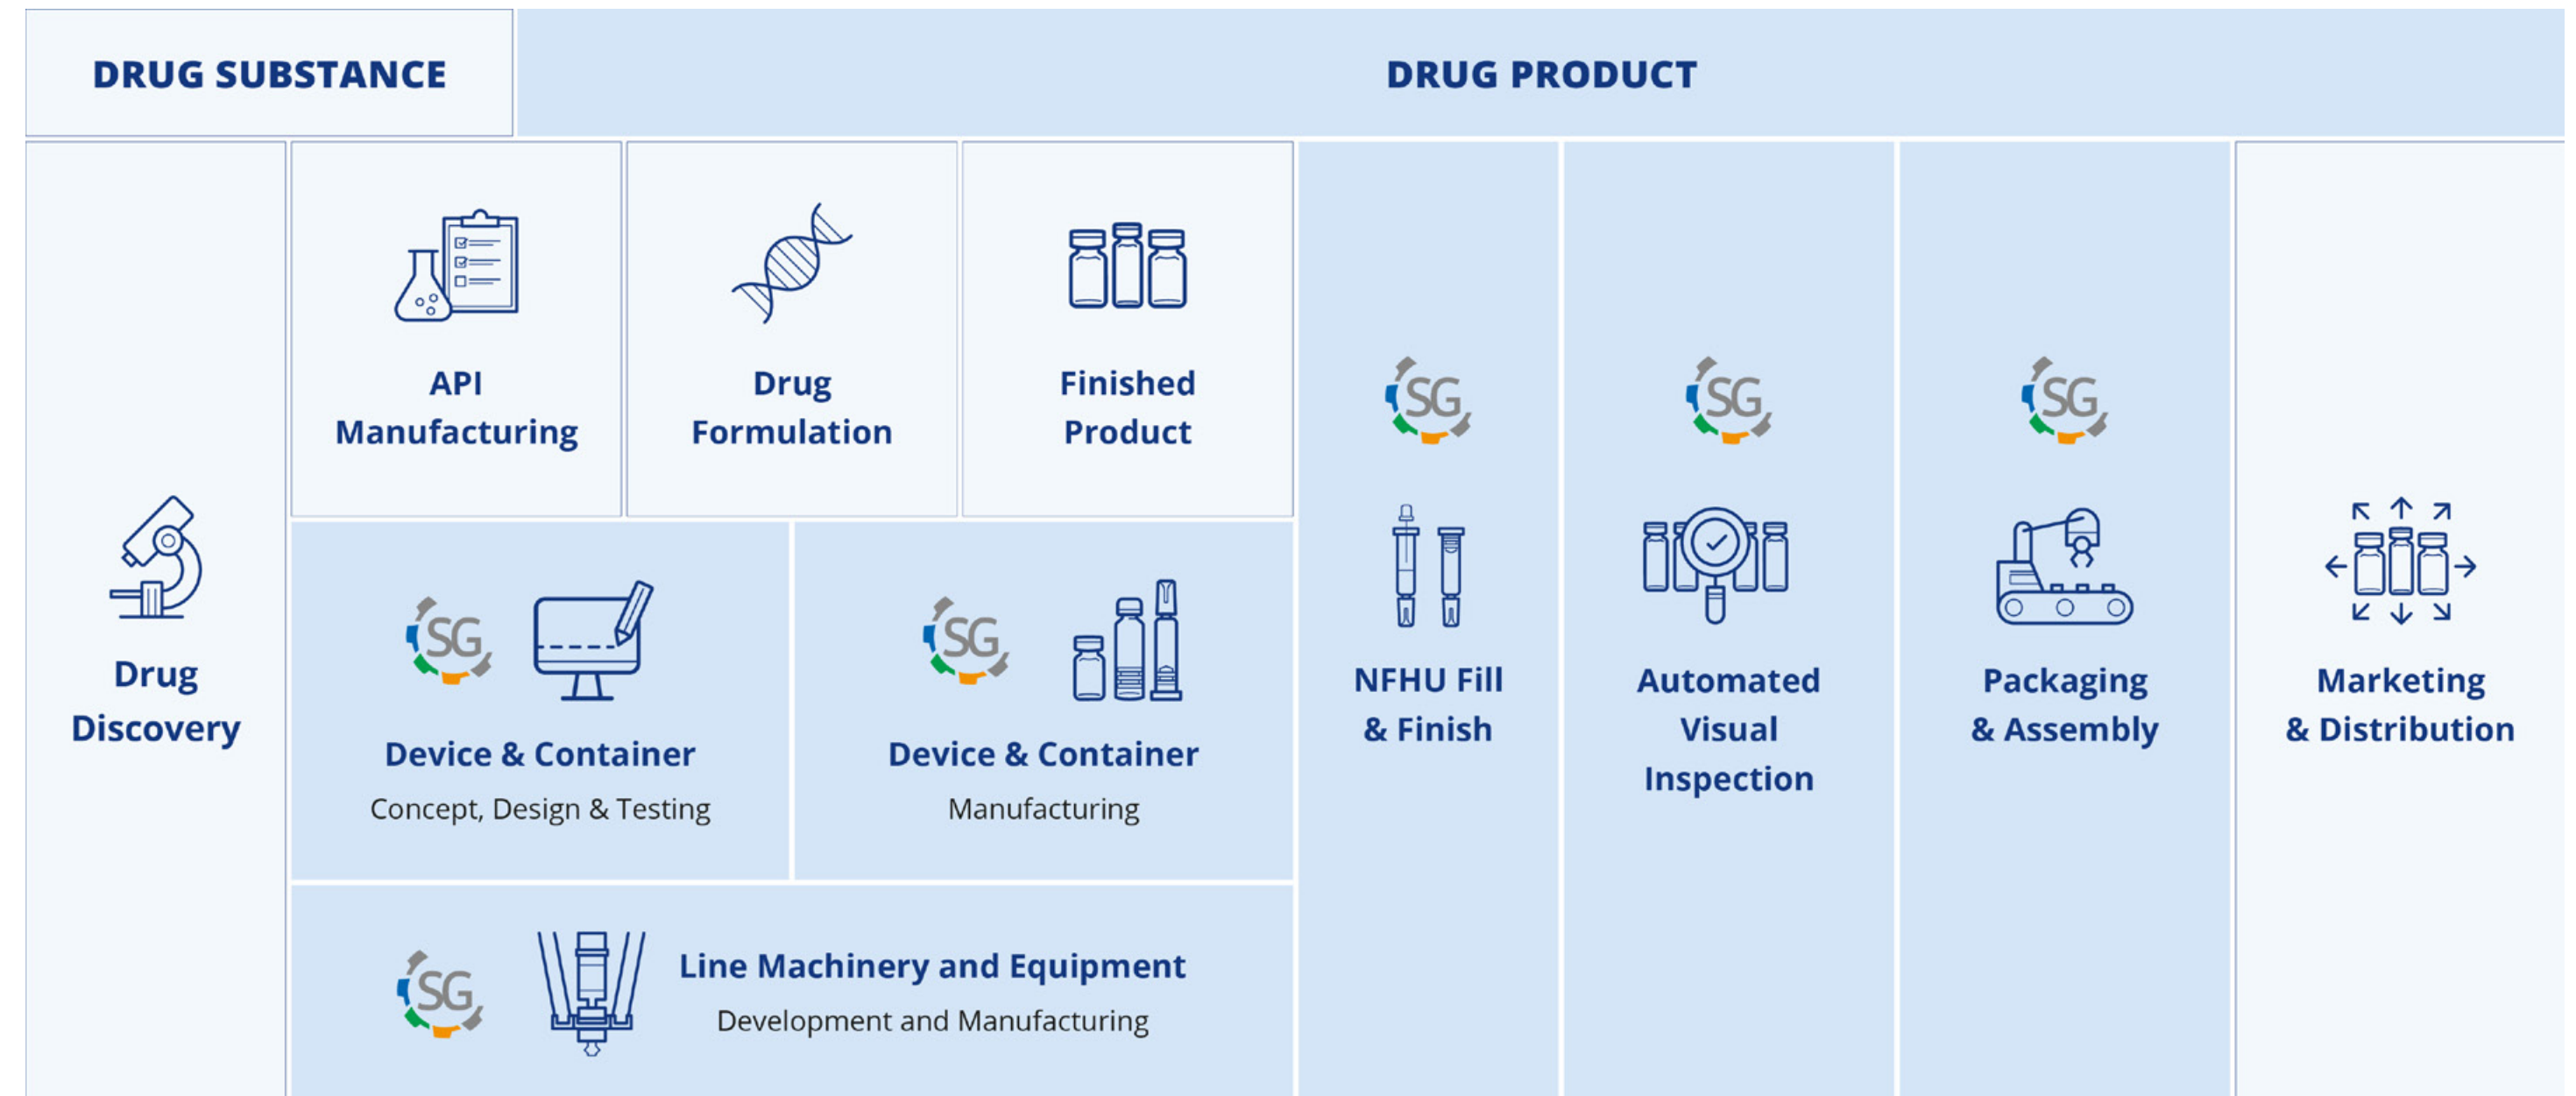 DRUG SUBSTANCE
DRUG PRODUCT
API
Manufacturing
Drug
Formulation
Finished
Product
Drug
Discovery
SG
Device & Container
Concept, Design & Testing
SG
Device & Container
Manufacturing
SG
Line Machinery and Equipment
Development and Manufacturing
SG
NFHU Fill
& Finish
SG
Automated
Visual
Inspection
SG
Packaging
& Assembly
Marketing
& Distribution